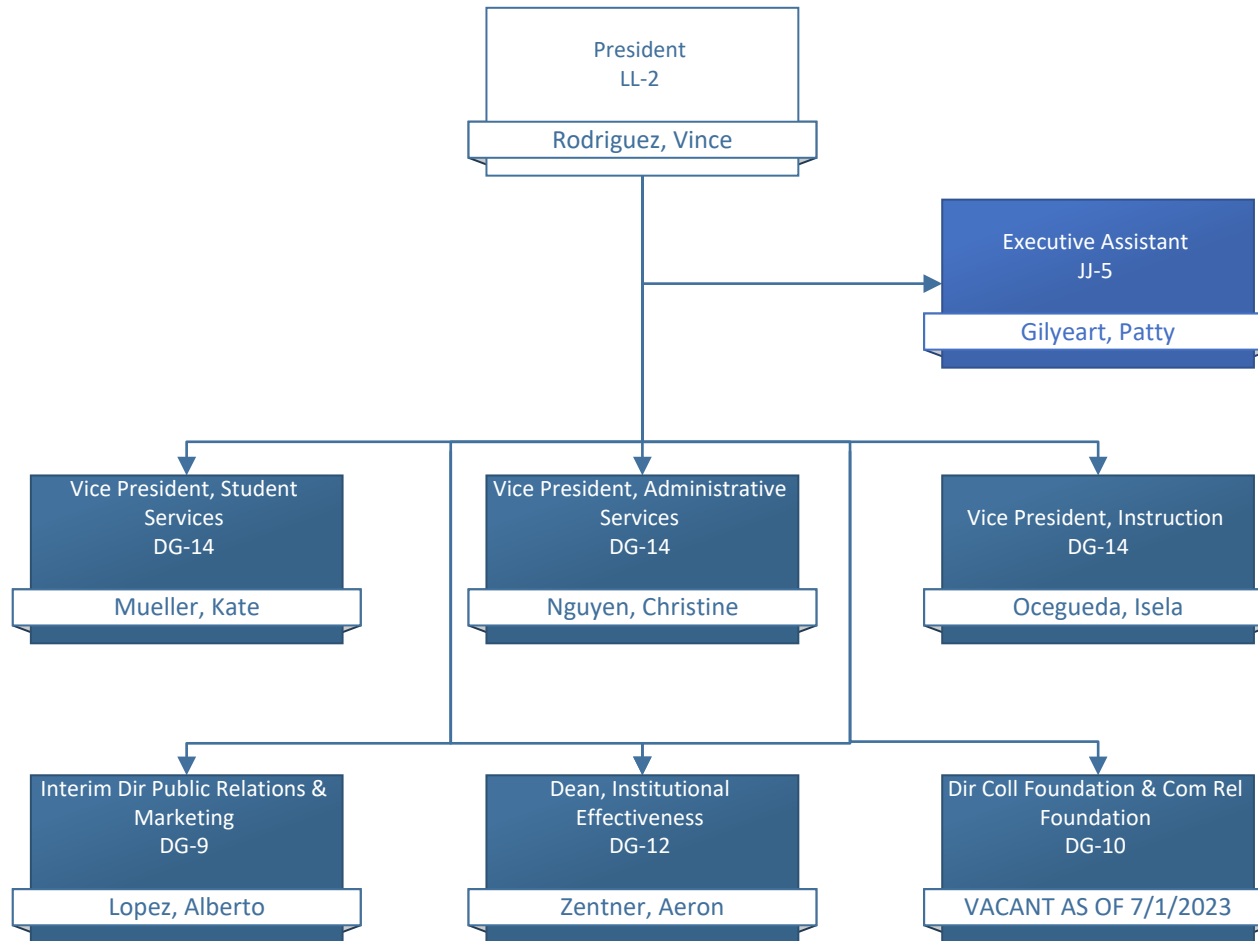 President
LL-2
Rodriguez, Vince
Executive Assistant
JJ-5
Gilyeart, Patty
Vice President, Student
Services
DG-14
Mueller, Kate
Vice President, Administrative
Services
DG-14
Nguyen, Christine
Vice President, Instruction
DG-14
Ocegueda, Isela
Interim Dir Public Relations &
Marketing
DG-9
Lopez, Alberto
Dean, Institutional
Effectiveness
DG-12
Zentner, Aeron
Dir Coll Foundation & Com Rel
Foundation
DG-10
VACANT AS OF 7/1/2023